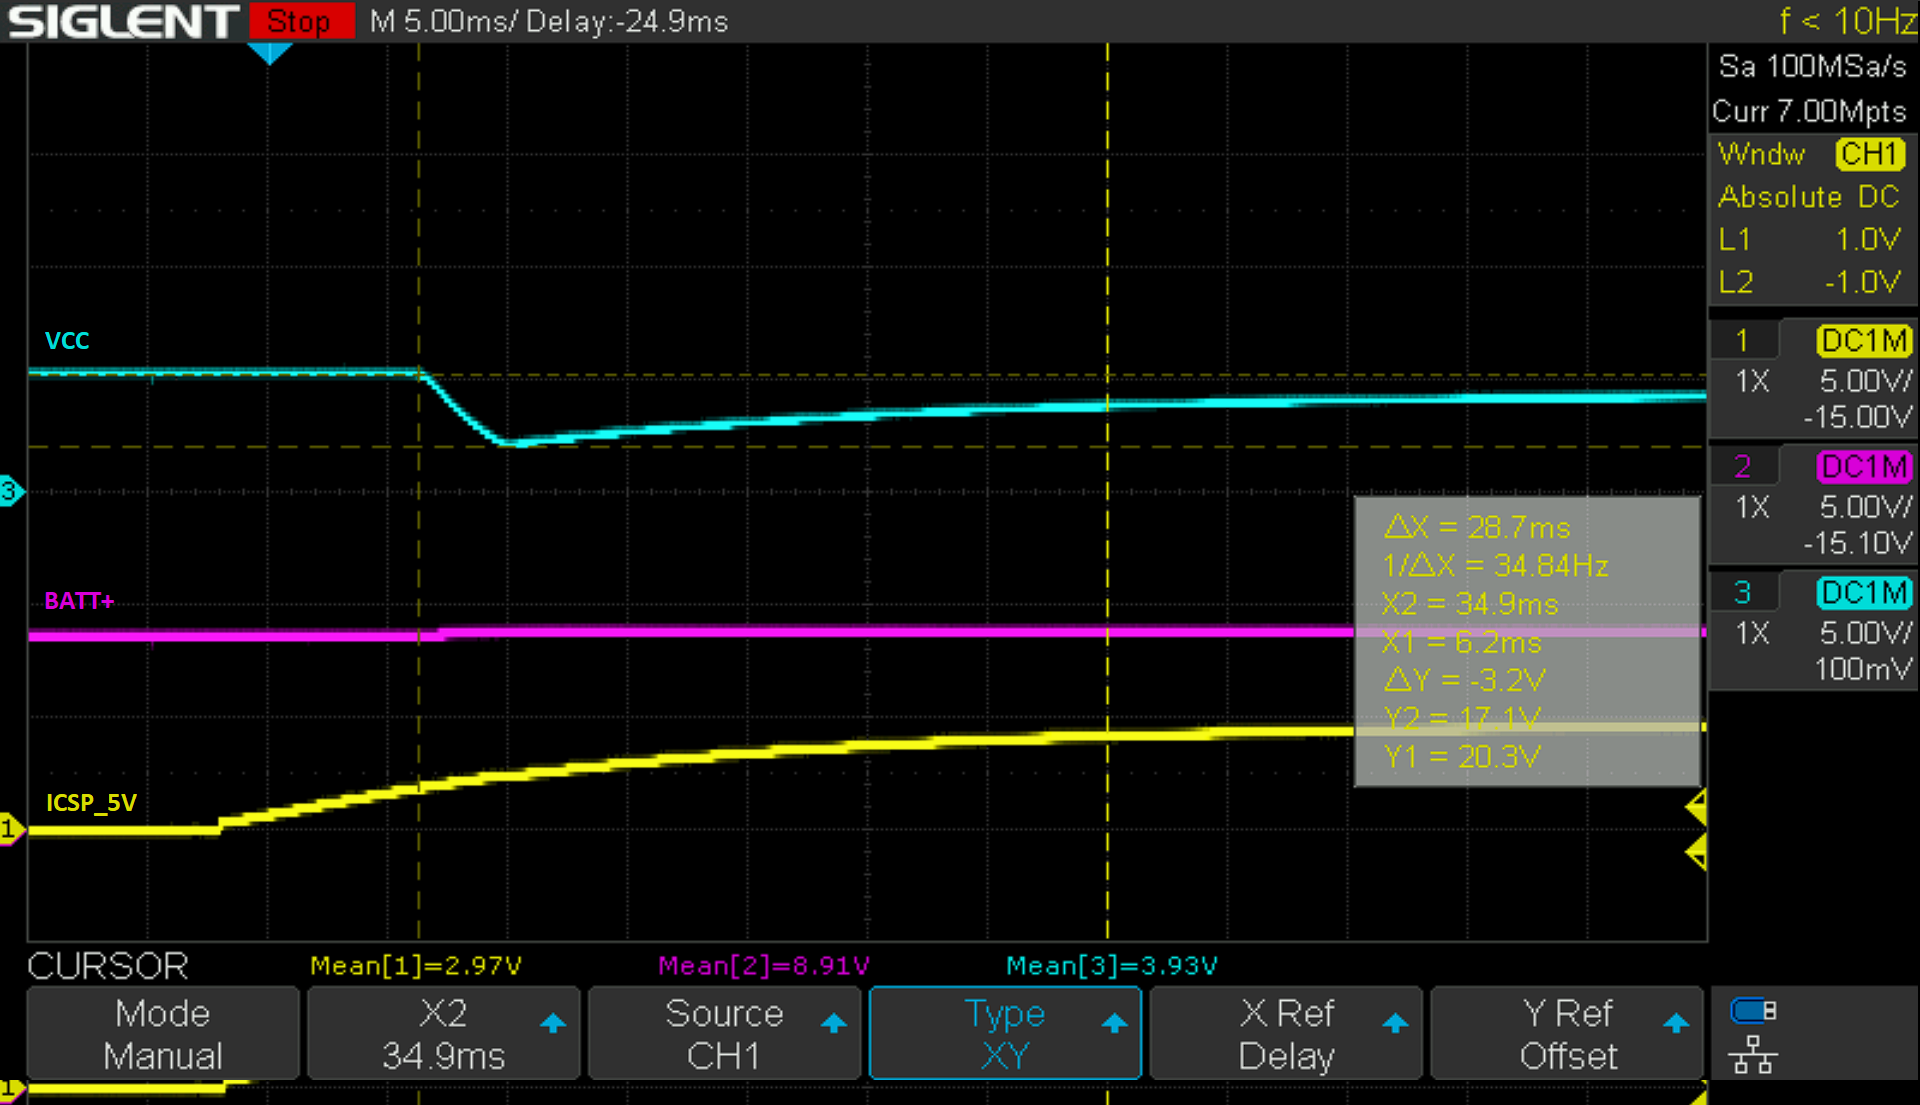 SIGLENT Stop M 5.00ms/ Delay:-24.9ms f < 10Hz
Sa 100MSa/s
Curr 7.00Mpts
Wndw CH1
Absolute DC
L1 1.0V
L2 -1.0V
VCC
1 DC1M
1X 5.00V/
-15.00V
2 DC1M
1X 5.00V/
-15.10V
3
3 DC1M
1X 5.00V/
100mV
BATT+
△X = 28.7ms
1/△X = 34.84Hz
X2 = 34.9ms
X1 = 6.2ms
△Y = -3.2V
Y2 = 17.1V
Y1 = 20.3V
ICSP_5V
1
CURSOR Mean[1]=2.97V Mean[2]=8.91V Mean[3]=3.93V
Mode X2 Source Type X Ref Y Ref
Manual 34.9ms CH1 XY Delay Offset
1